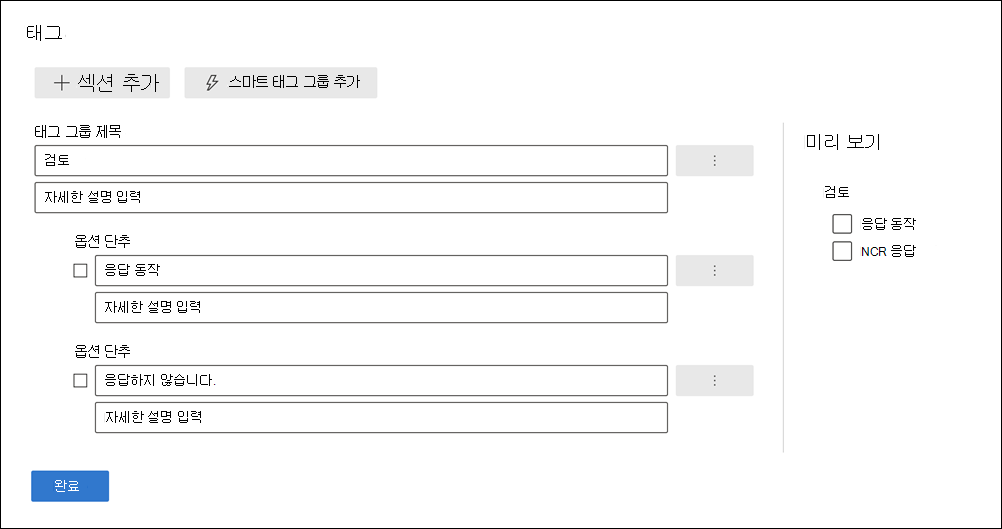 태그
섹션 추가
스마트 태그 그룹 추가
태그 그룹 제목
검토
자세한 설명 입력
옵션 단추
응답 동작
자세한 설명 입력
옵션 단추
응답하지 않습니다.
자세한 설명 입력
완료
미리 보기
검토
응답 동작
NCR 응답